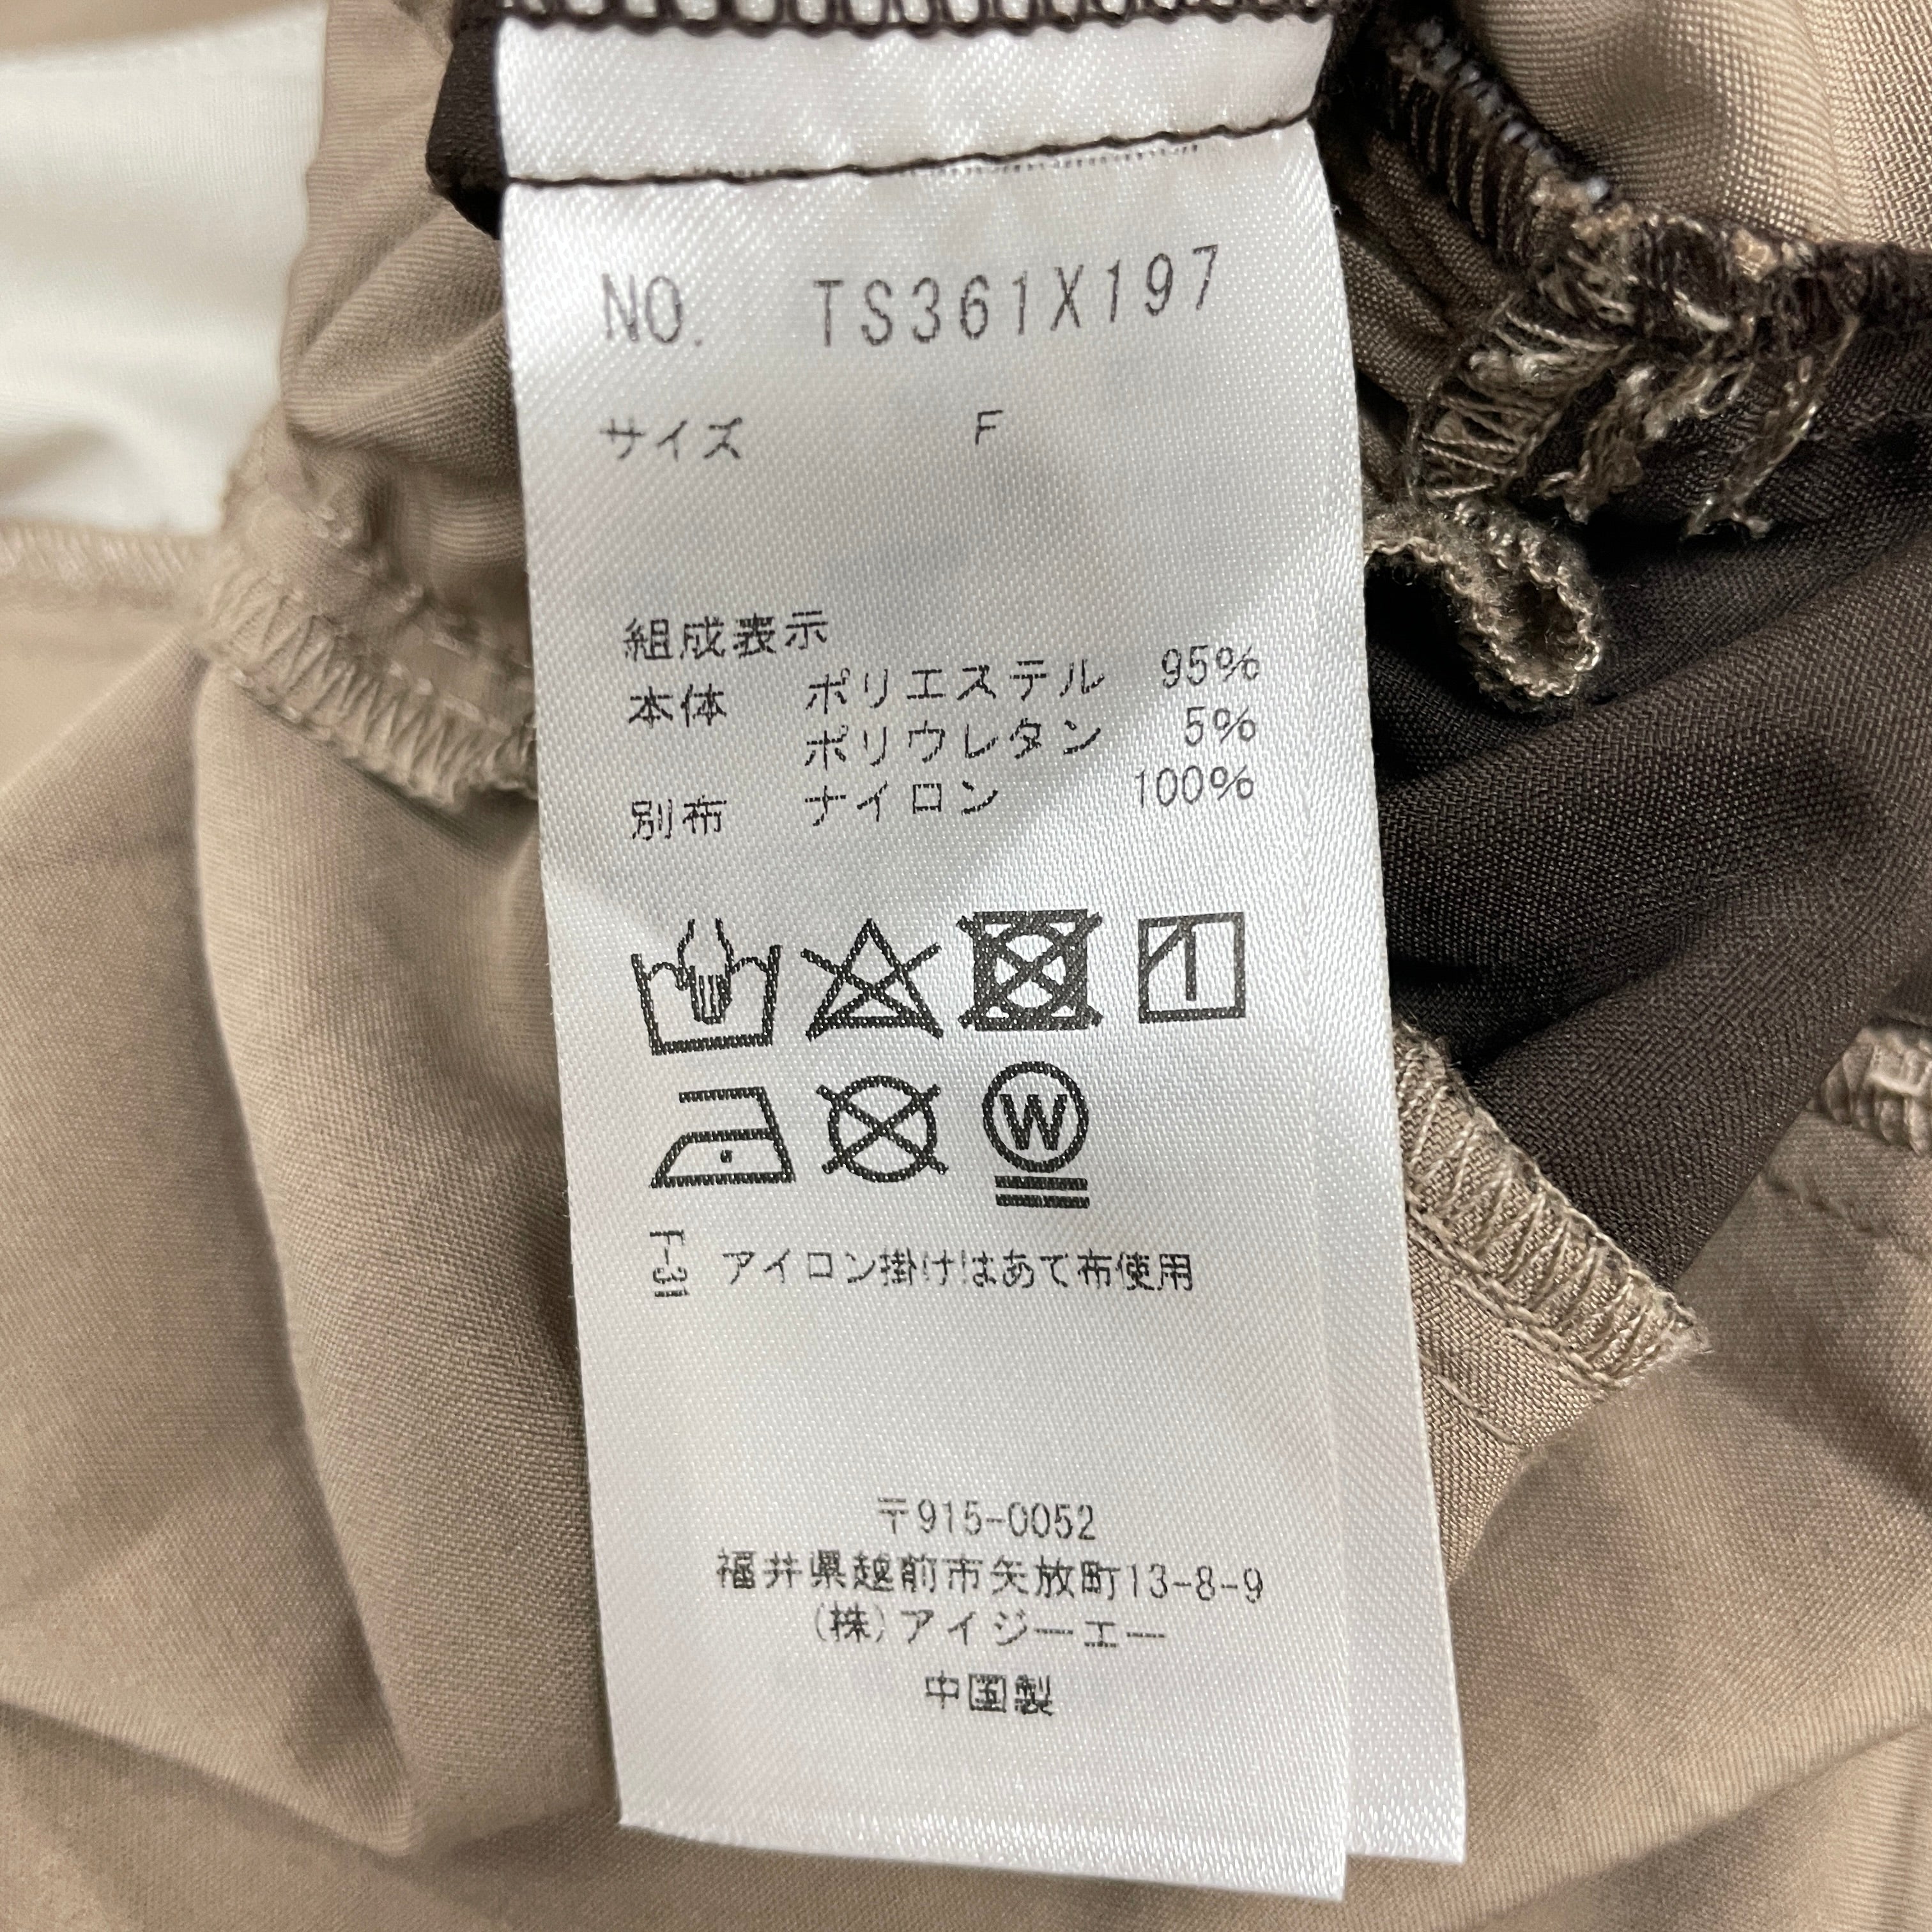 NO. TS361X197
サイズ F
組成表示
本体 ポリエステル 95%
ポリウレタン 5%
別布 ナイロン 100%
W
F-31 アイロン掛けはあて布使用
〒915-0052
福井県越前市矢放町13-8-9
(株)アイジーエー
中国製